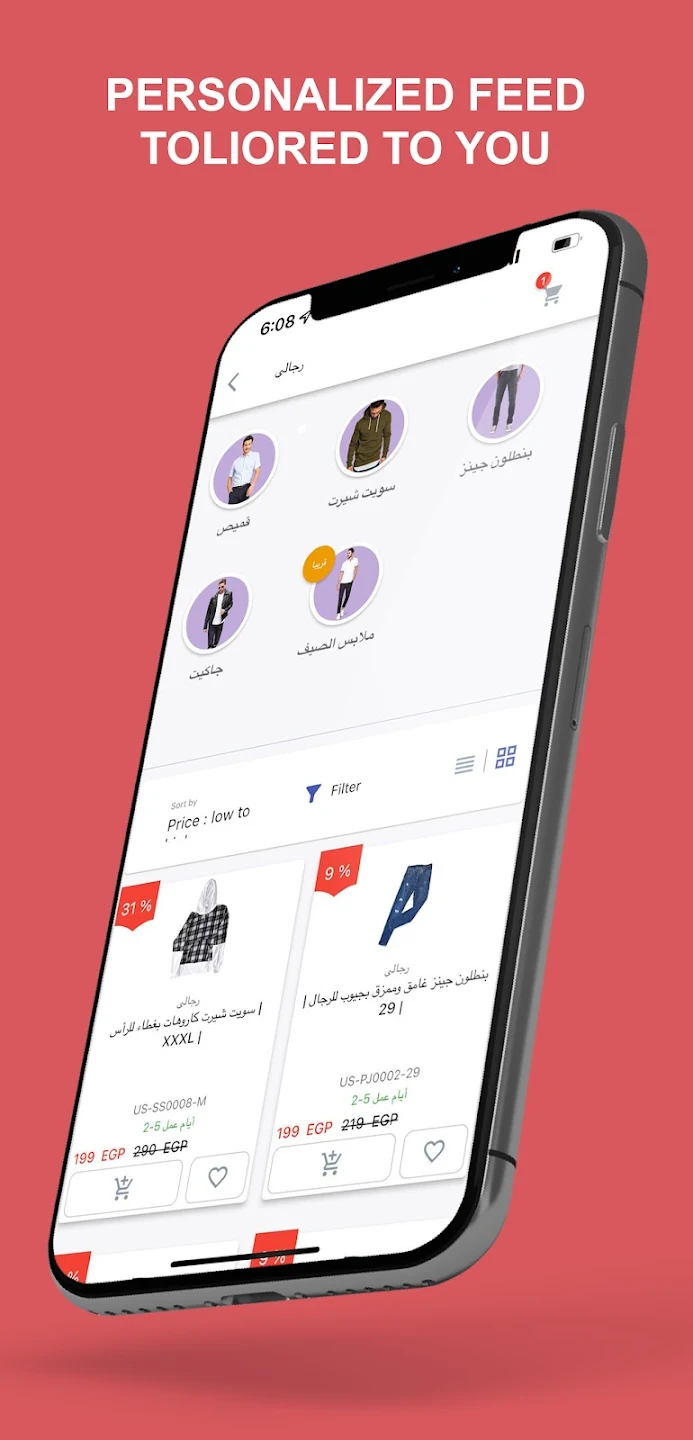 PERSONALIZED FEED
TOLIORED TO YOU
6:08
1
رجالى
قميص
سويت شيرت
بنطلون جينز
جاكيت
قريبا
ملابس الصيف
Sort by
Price : low to
Filter
31 %
رجالى
سويت شيرت كاروهات بغطاء للرأس |
| XXXL
US-SS0008-M
2-5 أيام عمل
199 EGP 290 EGP
9 %
رجالى
بنطلون جينز غامق وممزق بجيوب للرجال |
29 |
US-PJ0002-29
2-5 أيام عمل
199 EGP 219 EGP
%
9 %